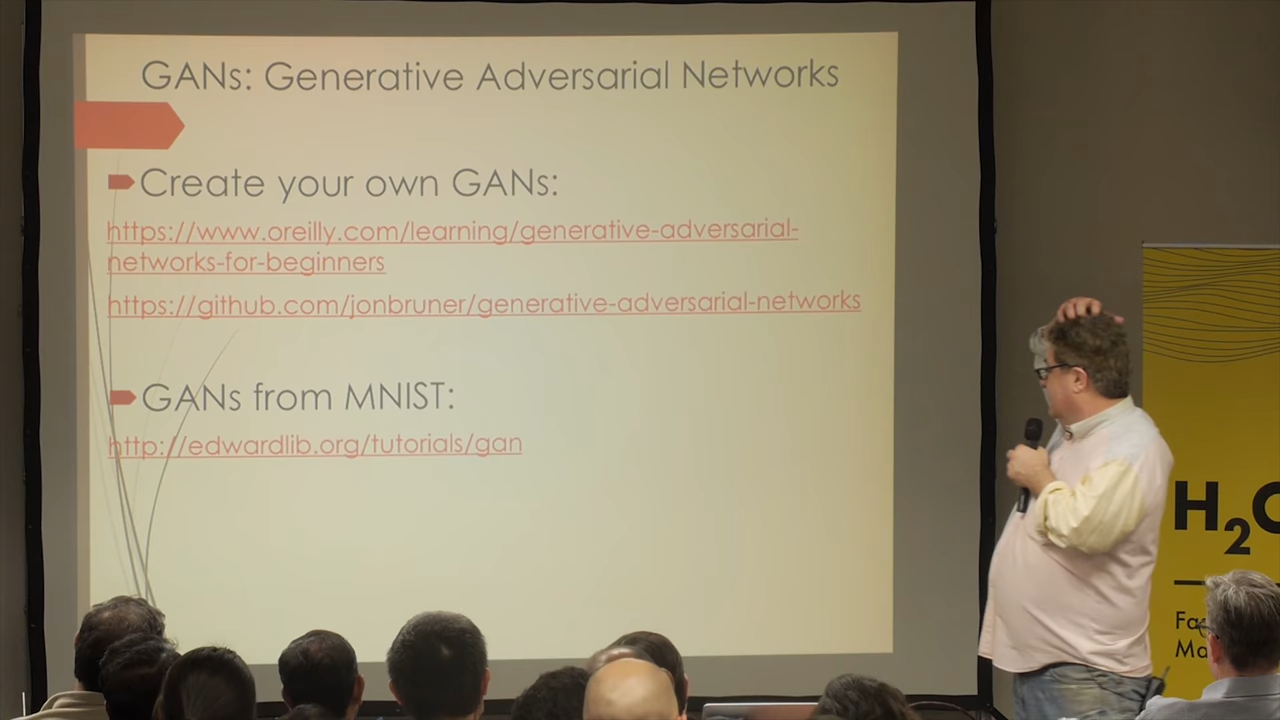 GANs: Generative Adversarial Networks
Create your own GANs:
https://www.oreilly.com/learning/generative-adversarial-
networks-for-beginners
https://github.com/jonbruner/generative-adversarial-networks
GANs from MNIST:
http://edwardlib.org/tutorials/gan